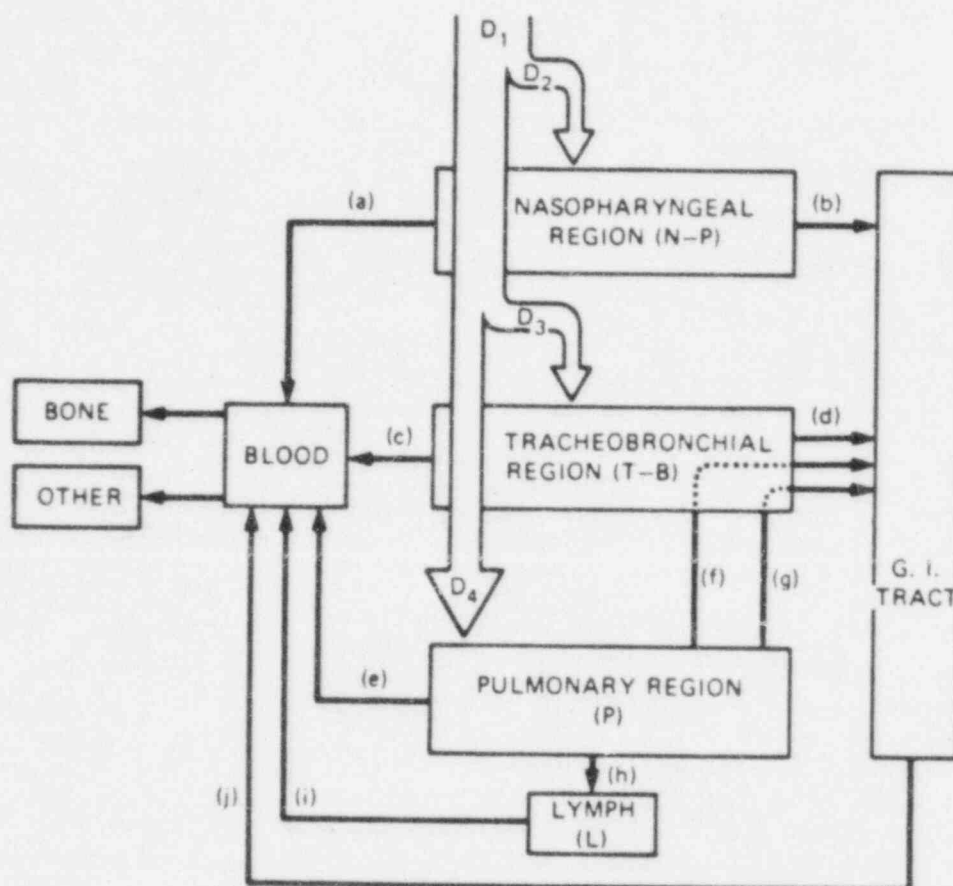 D1
D2
(a)
NASOPHARYNGEAL
REGION (N-P)
(b)
D3
BONE
OTHER
BLOOD
(c)
TRACHEOBRONCHIAL
REGION (T-B)
(d)
D4
(f)
(g)
G. I.
TRACT
(e)
PULMONARY REGION
(P)
(h)
(j)
(i)
LYMPH
(L)